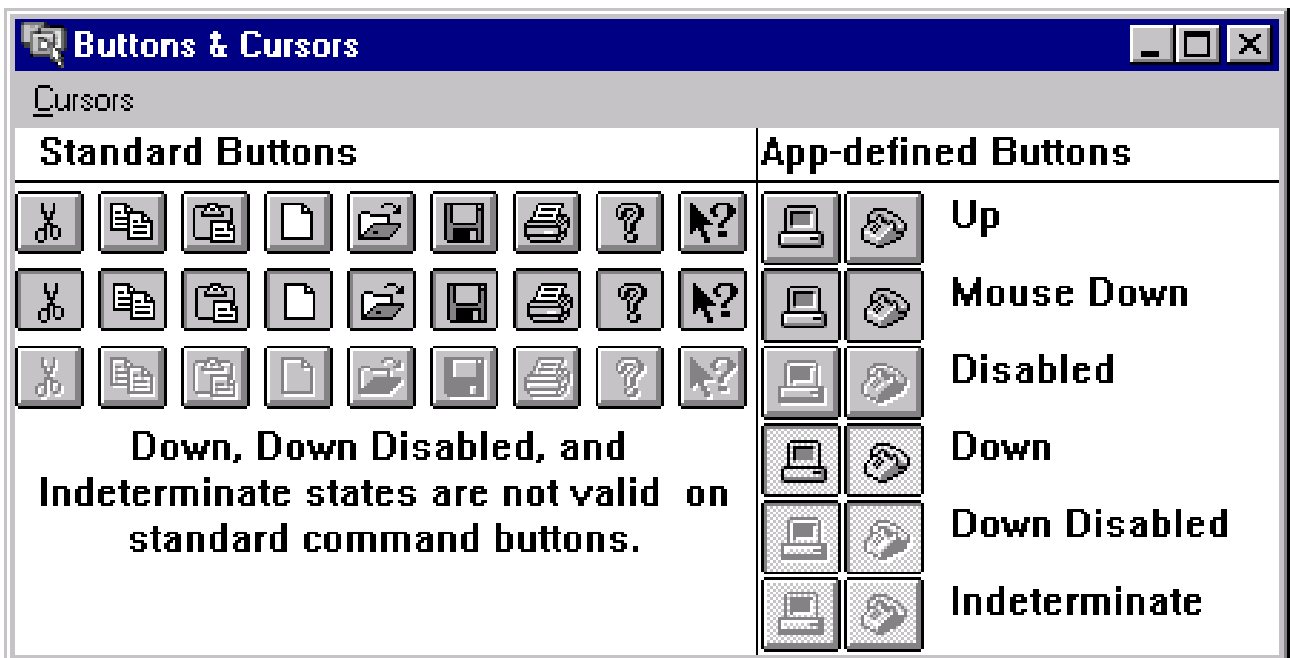 Buttons & Cursors
Cursors
Standard Buttons
App-defined Buttons
Up
Mouse Down
Disabled
Down, Down Disabled, and
Indeterminate states are not valid  on
standard command buttons.
Down
Down Disabled
Indeterminate